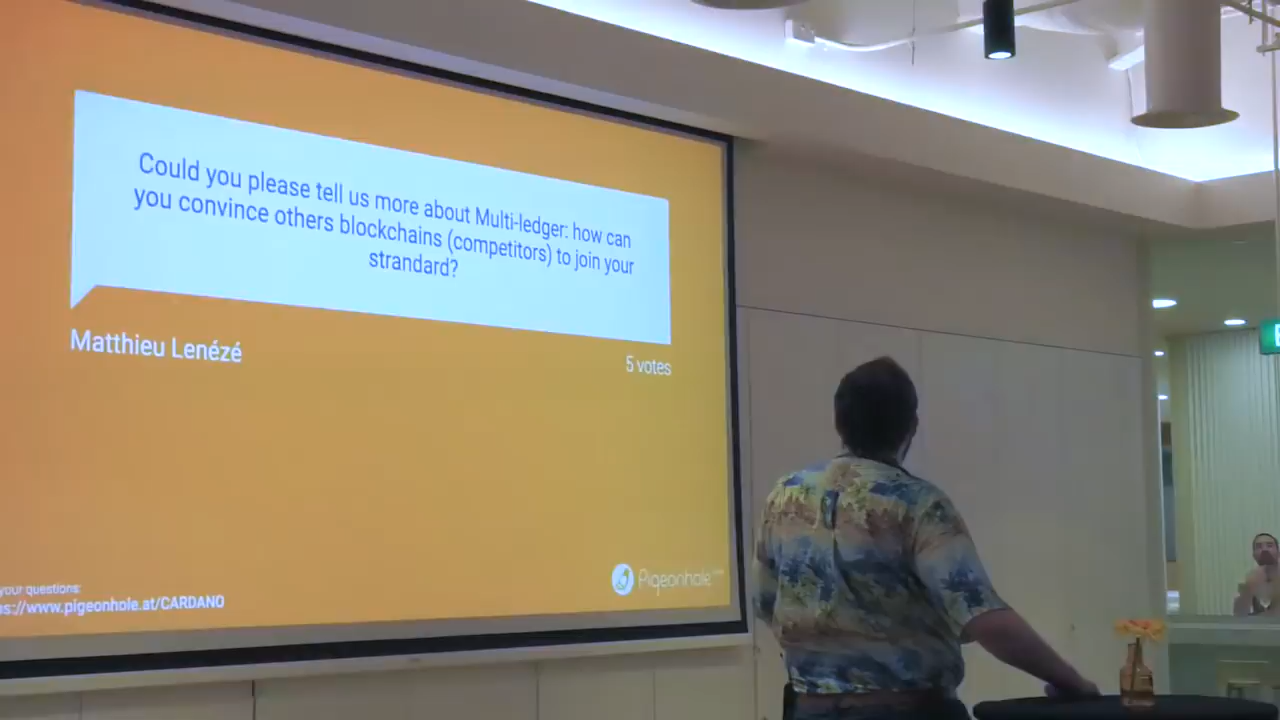 Could you please tell us more about Multi-ledger: how can
you convince others blockchains (competitors) to join your
strandard?
Matthieu Lenézé
5 votes
Pigeonhole
your questions:
s://www.pigeonhole.at/CARDANO